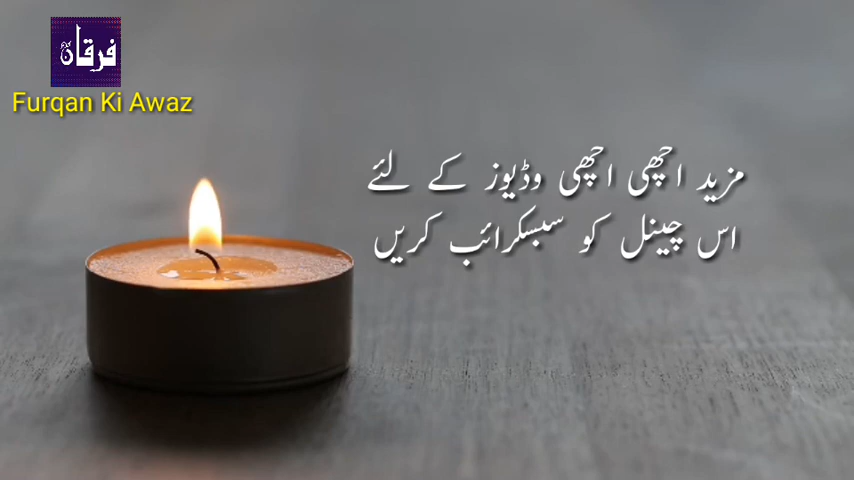 فرقان
Furqan Ki Awaz
مزید اچھی اچھی وڈیوز کے لئے
اس چینل کو سبسکرائب کریں